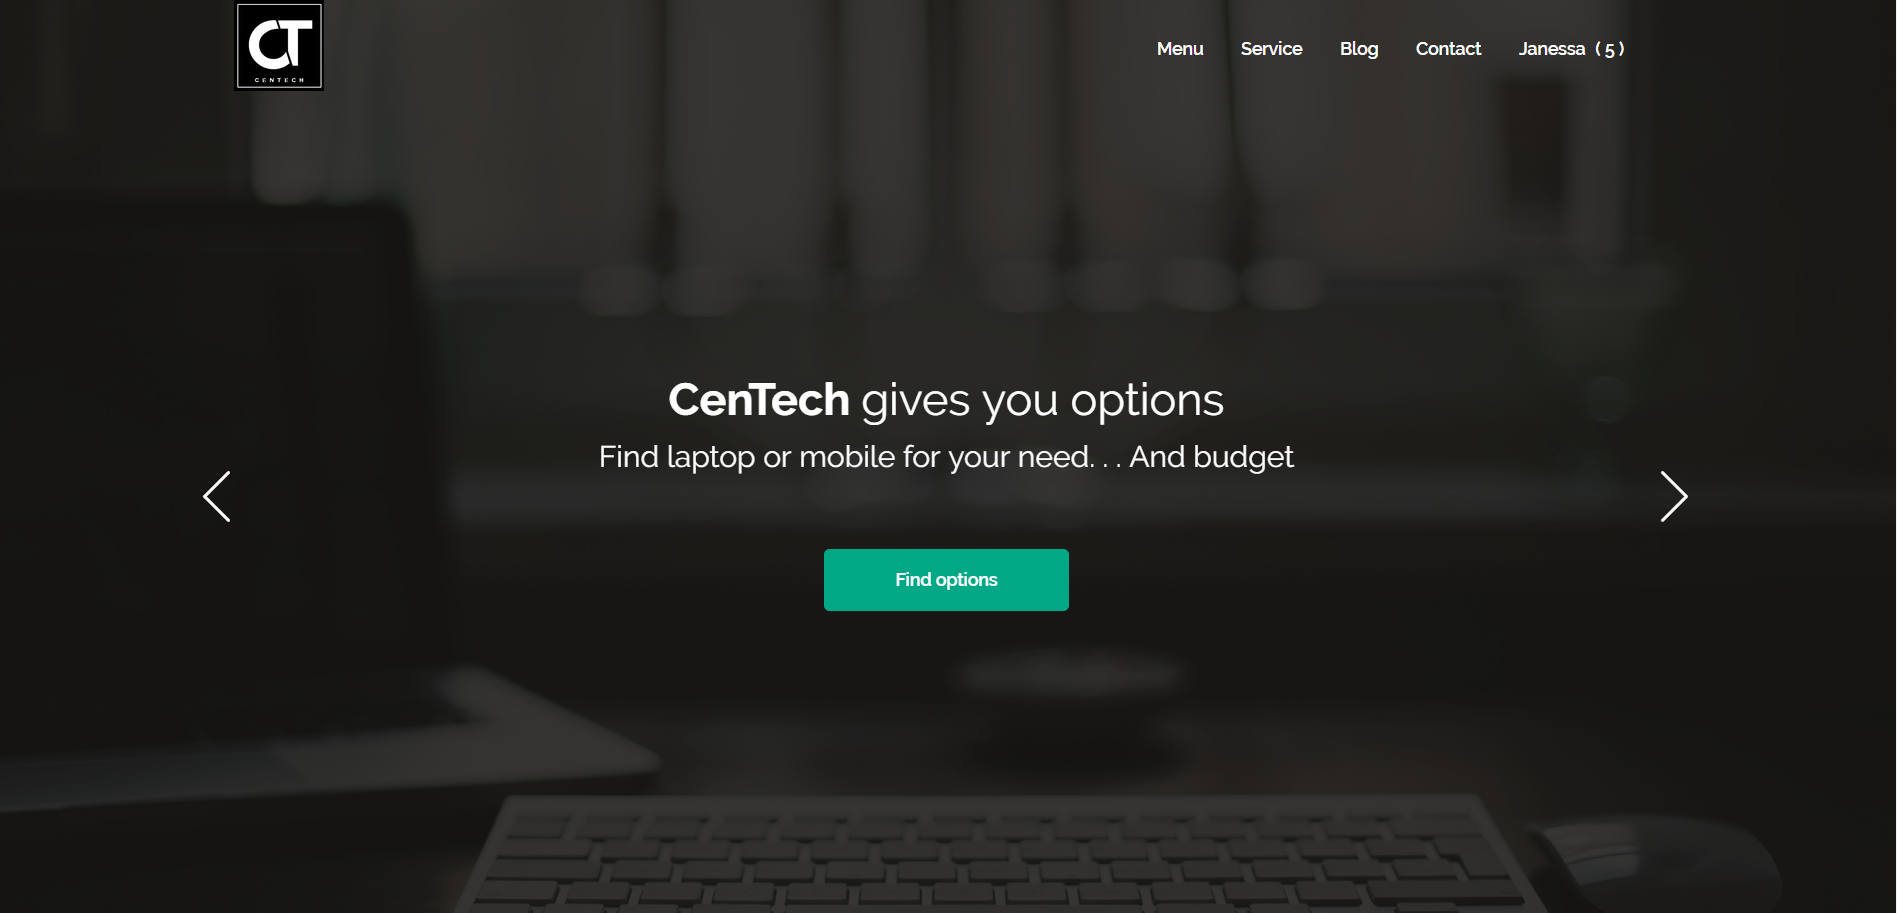 CT
CENTECH
Menu Service Blog Contact Janessa ( 5 )
CenTech gives you options
Find laptop or mobile for your need. . . And budget
Find options